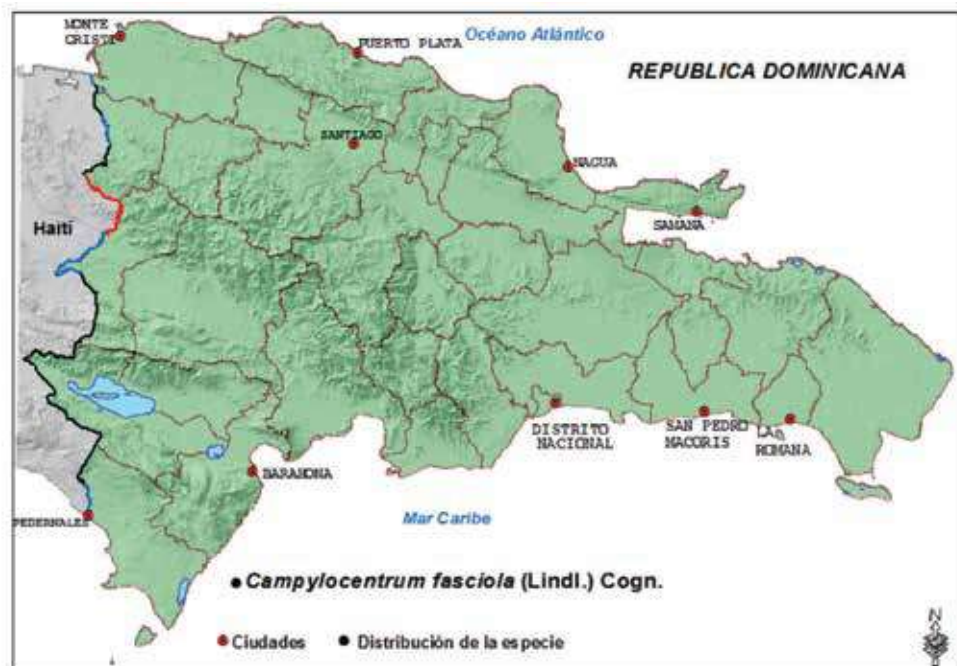 MONTE
CRISTI
PUERTO PLATA
Océano Atlántico
REPUBLICA DOMINICANA
SANTIAGO
NAGUA
SAMANA
Haití
DISTRITO
NACIONAL
SAN PEDRO
MACORIS
LA
ROMANA
BARAHONA
PEDERNALES
Mar Caribe
• Campylocentrum fasciola (Lindl.) Cogn.
Ciudades
Distribución de la especie
N